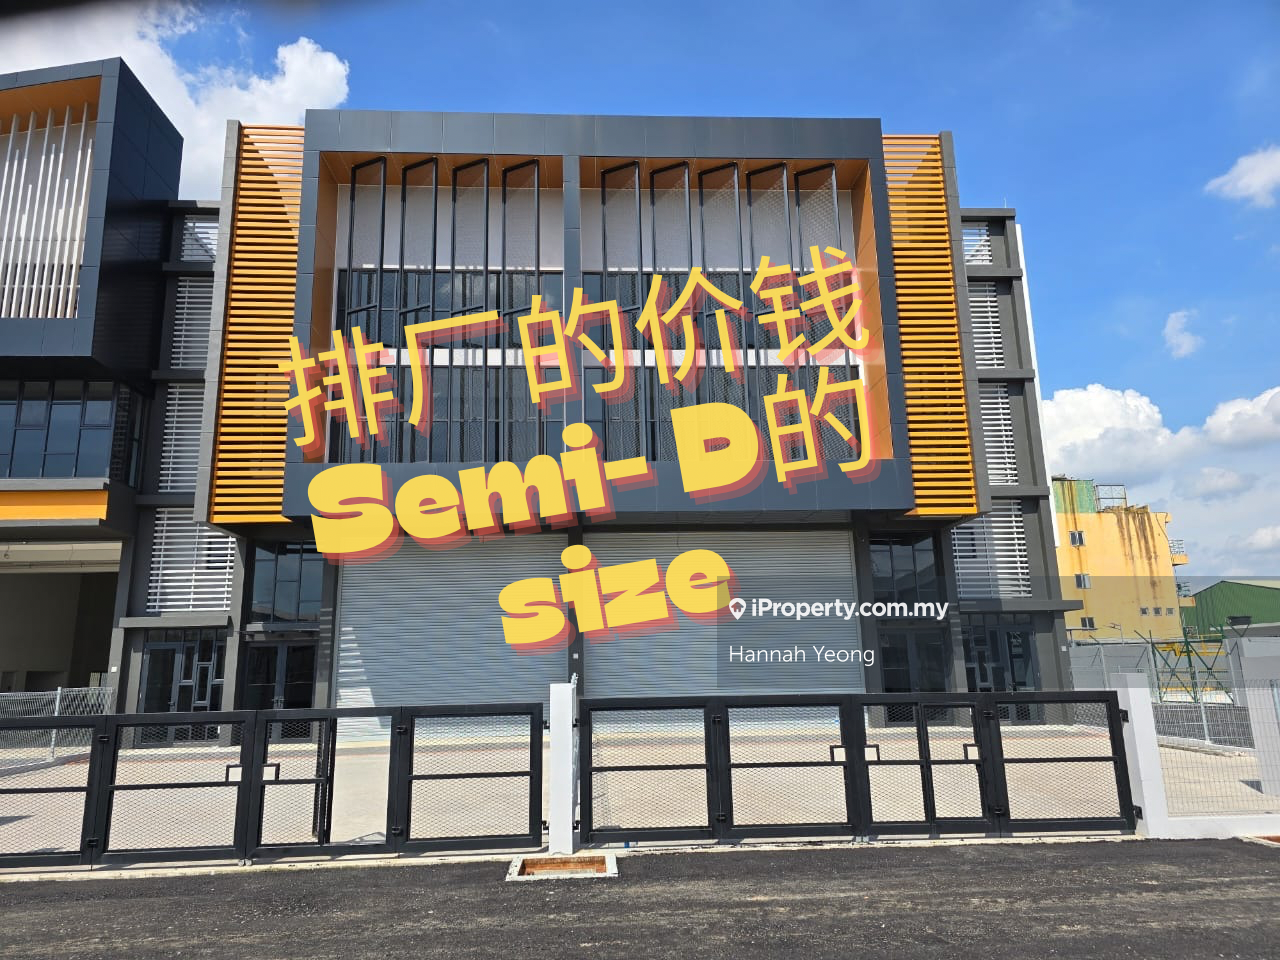 排厂的价钱
Semi- D的
size
iProperty.com.my
Hannah Yeong